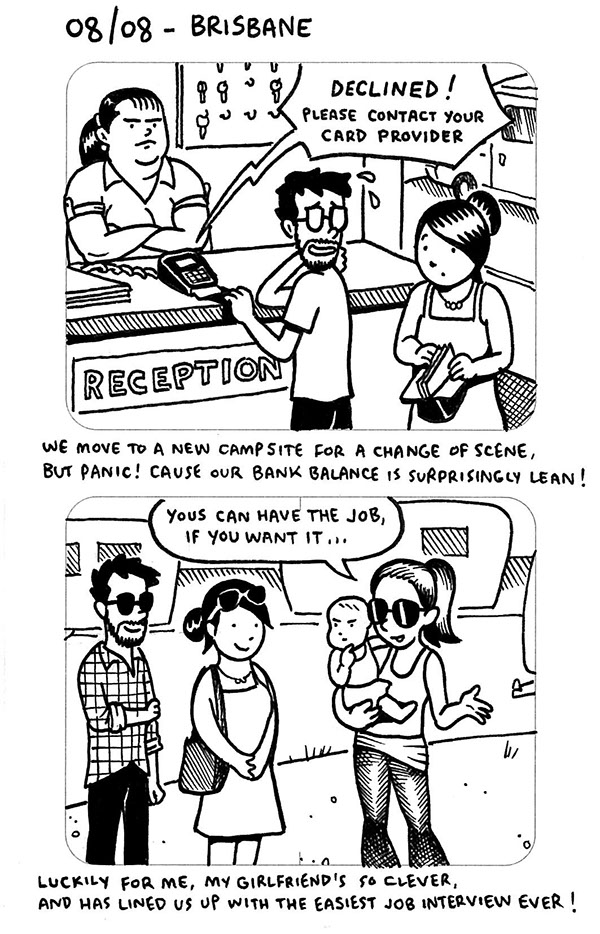 08/08 - BRISBANE
DECLINED!
PLEASE CONTACT YOUR
CARD PROVIDER
RECEPTION
WE MOVE TO A NEW CAMPSITE FOR A CHANGE OF SCENE,
BUT PANIC! CAUSE OUR BANK BALANCE IS SURPRISINGLY LEAN!
YOUS CAN HAVE THE JOB,
IF YOU WANT IT...
LUCKILY FOR ME, MY GIRLFRIEND'S SO CLEVER,
AND HAS LINED US UP WITH THE EASIEST JOB INTERVIEW EVER!